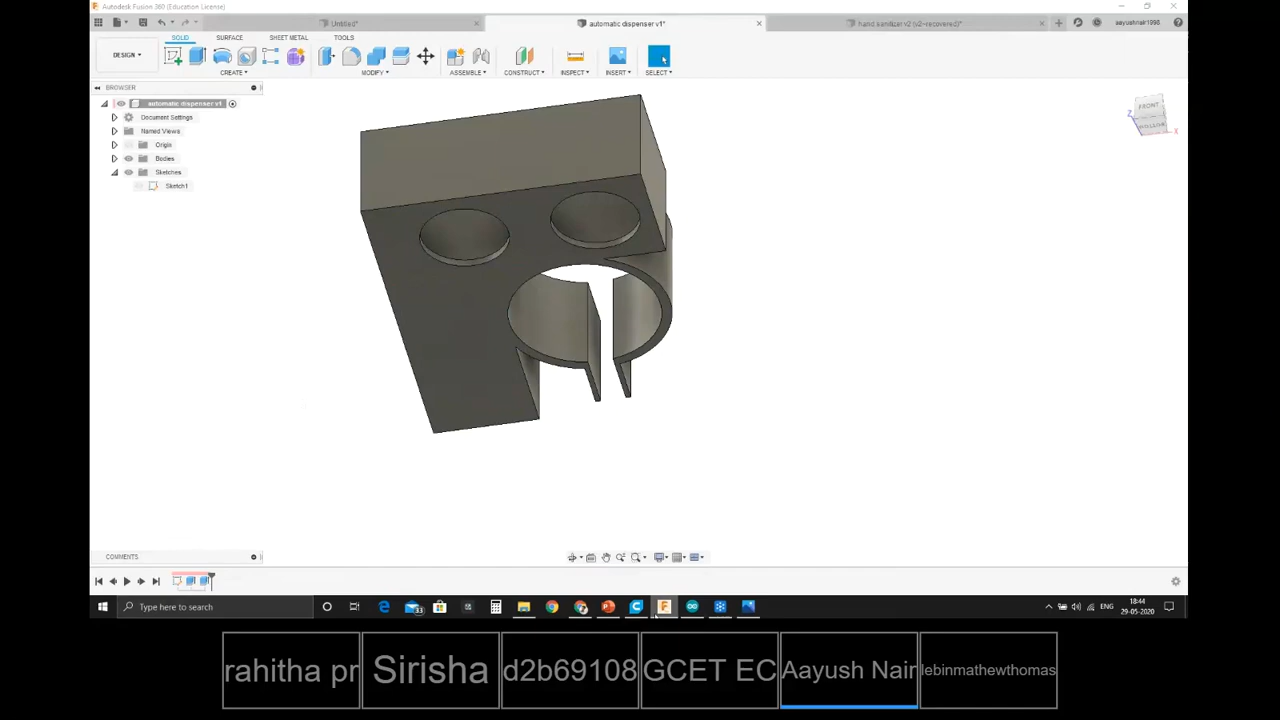 Autodesk Fusion 360 (Education License)
Untitled*
automatic dispenser v1*
hand sanitizer v2 (v2~recovered)*
aayushnair1998
SOLID SURFACE SHEET METAL TOOLS
DESIGN
CREATE MODIFY ASSEMBLE CONSTRUCT INSPECT INSERT SELECT
BROWSER
automatic dispenser v1
Document Settings
Named Views
Origin
Bodies
Sketches
Sketch1
FRONT
Z
X
COMMENTS
Type here to search
33
ENG
18:44
29-05-2020
rahitha pr
Sirisha
d2b69108
GCET EC
Aayush Nair
lebinmathewthomas